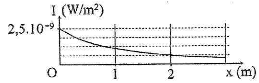 I (W/m²)
2,5.10⁻⁹
O 1 2 x (m)